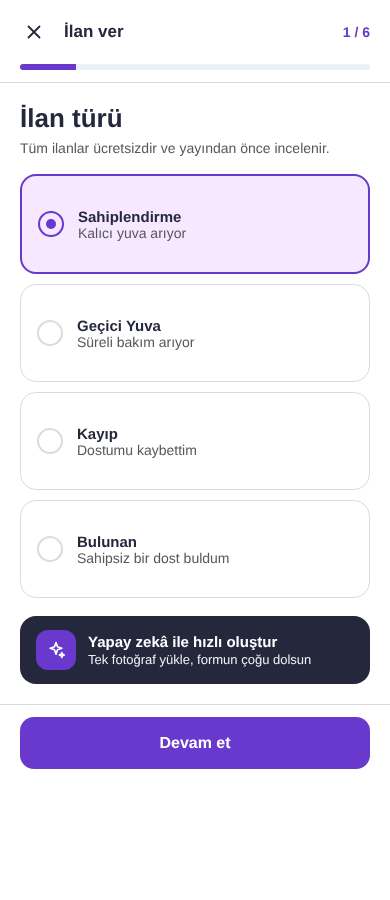 İlan ver
1 / 6
İlan türü
Tüm ilanlar ücretsizdir ve yayından önce incelenir.
Sahiplendirme
Kalıcı yuva arıyor
Geçici Yuva
Süreli bakım arıyor
Kayıp
Dostumu kaybettim
Bulunan
Sahipsiz bir dost buldum
Yapay zekâ ile hızlı oluştur
Tek fotoğraf yükle, formun çoğu dolsun
Devam et